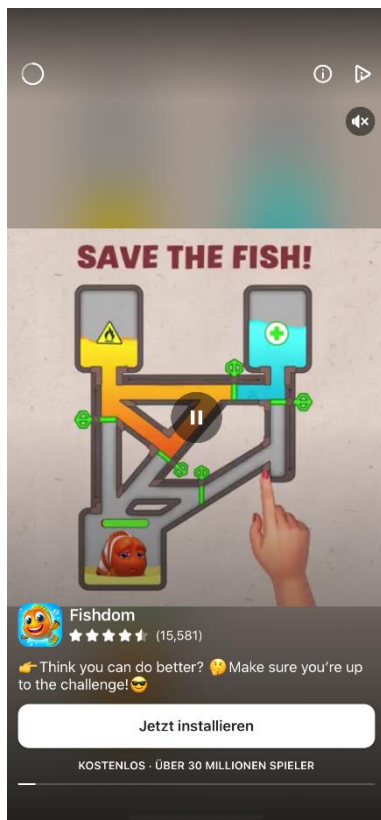 SAVE THE FISH!
Fishdom
(15,581)
👉Think you can do better? 🤔Make sure you're up
to the challenge!😎
Jetzt installieren
KOSTENLOS · ÜBER 30 MILLIONEN SPIELER